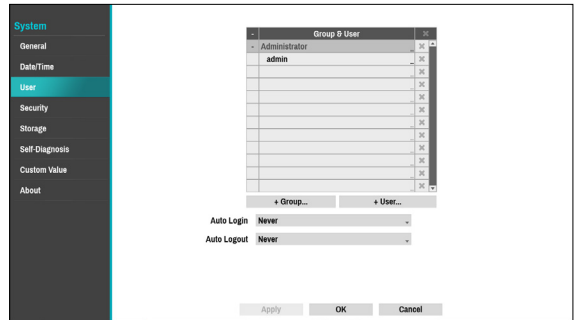 System
General
Date/Time
User
Security
Storage
Self-Diagnosis
Custom Value
About
- Group & User
- Administrator
admin
+ Group... + User...
Auto Login Never
Auto Logout Never
Apply OK Cancel